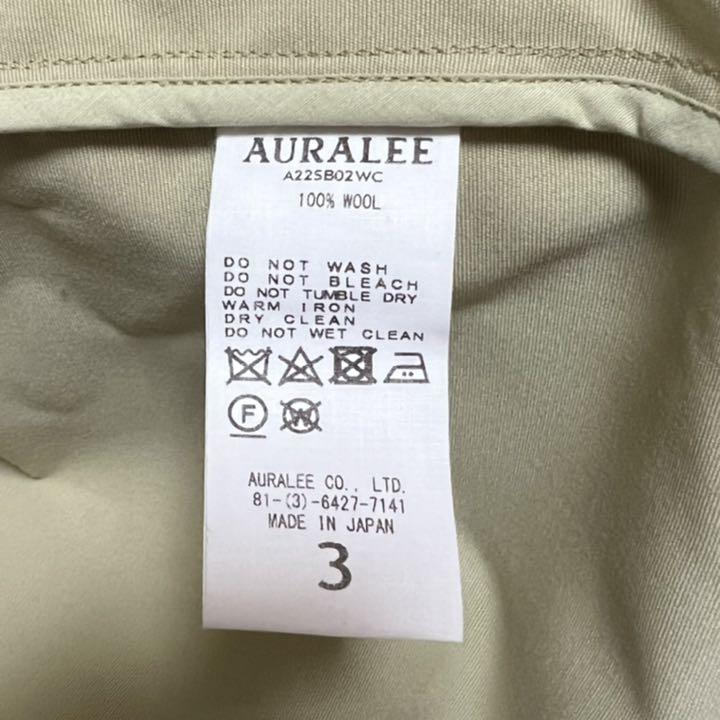 AURALEE
A22SB02WC
100% WOOL
DO NOT WASH
DO NOT BLEACH
DO NOT TUMBLE DRY
WARM IRON
DRY CLEAN
DO NOT WET CLEAN
F W
AURALEE CO., LTD.
81-(3)-6427-7141
MADE IN JAPAN
3